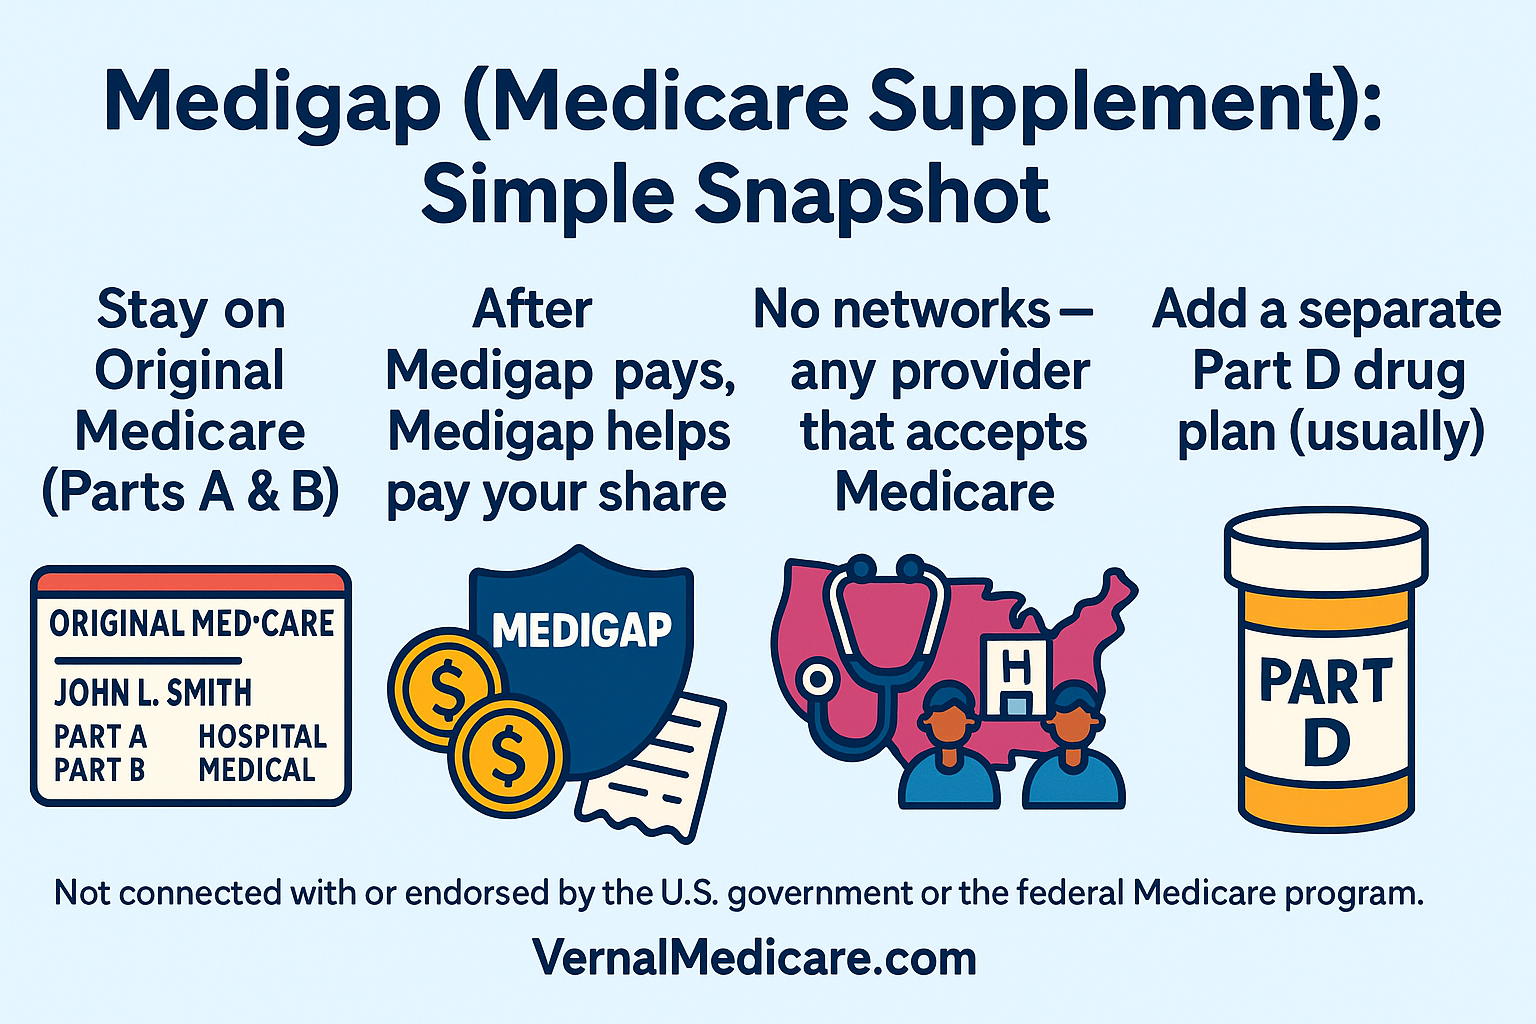 Medigap (Medicare Supplement):
Simple Snapshot
Stay on
Original
Medicare
(Parts A & B)
After
Medigap pays,
Medigap helps
pay your share
No networks –
any provider
that accepts
Medicare
Add a separate
Part D drug
plan (usually)
ORIGINAL MED·CARE
JOHN L. SMITH
PART A HOSPITAL
PART B MEDICAL
MEDIGAP
$
$
H
PART
D
Not connected with or endorsed by the U.S. government or the federal Medicare program.
VernalMedicare.com